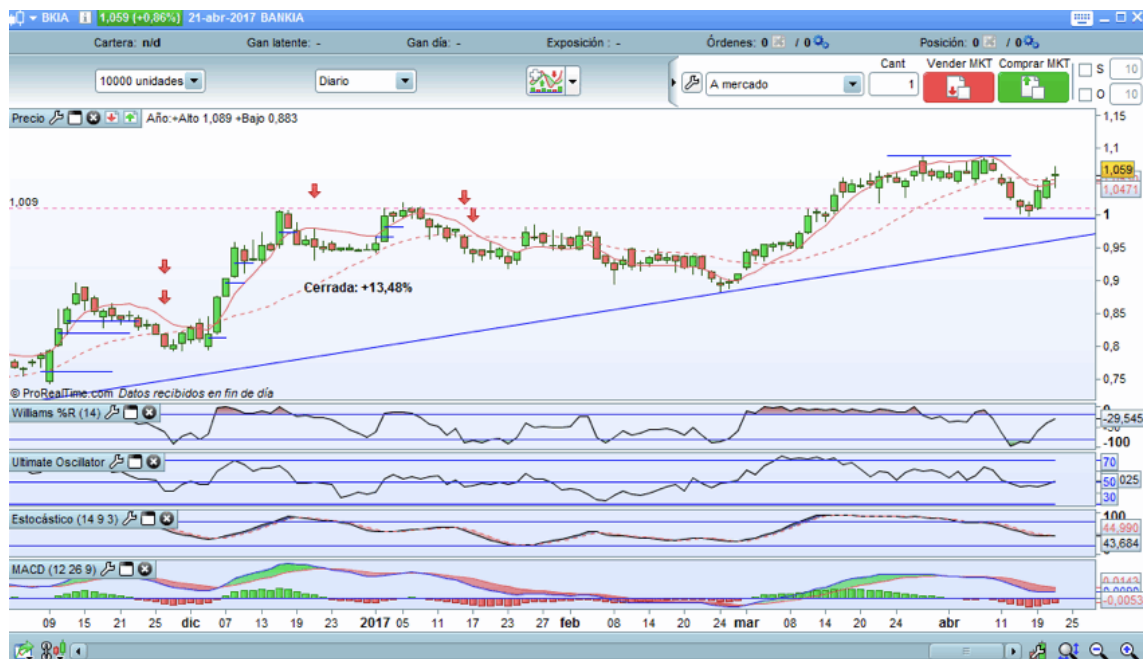 BKIA 1,059 (+0,86%) 21-abr-2017 BANKIA
Cartera: n/d Gan latente: - Gan día: - Exposición : - Órdenes: 0 / 0 Posición: 0 / 0
Cant Vender MKT Comprar MKT S 10
10000 unidades Diario A mercado 1 O 10
Precio Año:+Alto 1,089 +Bajo 0,883
1,15
1,1
1,059
1,0471
1,009
1
0,95
Cerrada: +13,48%
0,9
0,85
0,8
0,75
© ProRealTime.com Datos recibidos en fin de día
Williams %R (14)
-29,545
-100
Ultimate Oscillator
70
50 025
30
Estocástico (14 9 3)
100
44,990
43,684
MACD (12 26 9)
-0,0053
09 15 21 25 dic 07 13 19 23 2017 05 11 17 23 27 feb 08 14 20 24 mar 08 14 20 24 abr 11 19 25